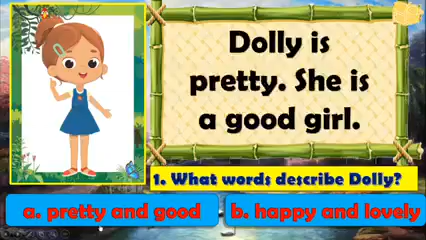 Dolly is
pretty. She is
a good girl.
1. What words describe Dolly?
a. pretty and good
b. happy and lovely